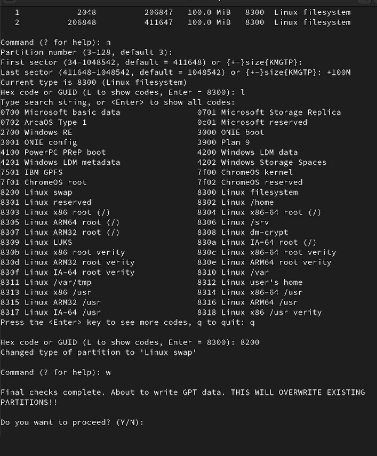 1 2048 206847 100.0 MiB 8300 Linux filesystem
2 206848 411647 100.0 MiB 8300 Linux filesystem
Command (? for help): n
Partition number (3-128, default 3):
First sector (34-1048542, default = 411648) or {+-}size{KMGTP}:
Last sector (411648-1048542, default = 1048542) or {+-}size{KMGTP}: +100M
Current type is 8300 (Linux filesystem)
Hex code or GUID (L to show codes, Enter = 8300): l
Type search string, or <Enter> to show all codes:
0700 Microsoft basic data 0701 Microsoft Storage Replica
0702 ArcaOS Type 1 0c01 Microsoft reserved
2700 Windows RE 3000 ONIE boot
3001 ONIE config 3900 Plan 9
4100 PowerPC PReP boot 4200 Windows LDM data
4201 Windows LDM metadata 4202 Windows Storage Spaces
7501 IBM GPFS 7f00 ChromeOS kernel
7f01 ChromeOS root 7f02 ChromeOS reserved
8200 Linux swap 8300 Linux filesystem
8301 Linux reserved 8302 Linux /home
8303 Linux x86 root (/) 8304 Linux x86-64 root (/)
8305 Linux ARM64 root (/) 8306 Linux /srv
8307 Linux ARM32 root (/) 8308 Linux dm-crypt
8309 Linux LUKS 830a Linux IA-64 root (/)
830b Linux x86 root verity 830c Linux x86-64 root verity
830d Linux ARM32 root verity 830e Linux ARM64 root verity
830f Linux IA-64 root verity 8310 Linux /var
8311 Linux /var/tmp 8312 Linux user's home
8313 Linux x86 /usr 8314 Linux x86-64 /usr
8315 Linux ARM32 /usr 8316 Linux ARM64 /usr
8317 Linux IA-64 /usr 8318 Linux x86 /usr verity
Press the <Enter> key to see more codes, q to quit: q
Hex code or GUID (L to show codes, Enter = 8300): 8200
Changed type of partition to 'Linux swap'
Command (? for help): w
Final checks complete. About to write GPT data. THIS WILL OVERWRITE EXISTING
PARTITIONS!!
Do you want to proceed? (Y/N):